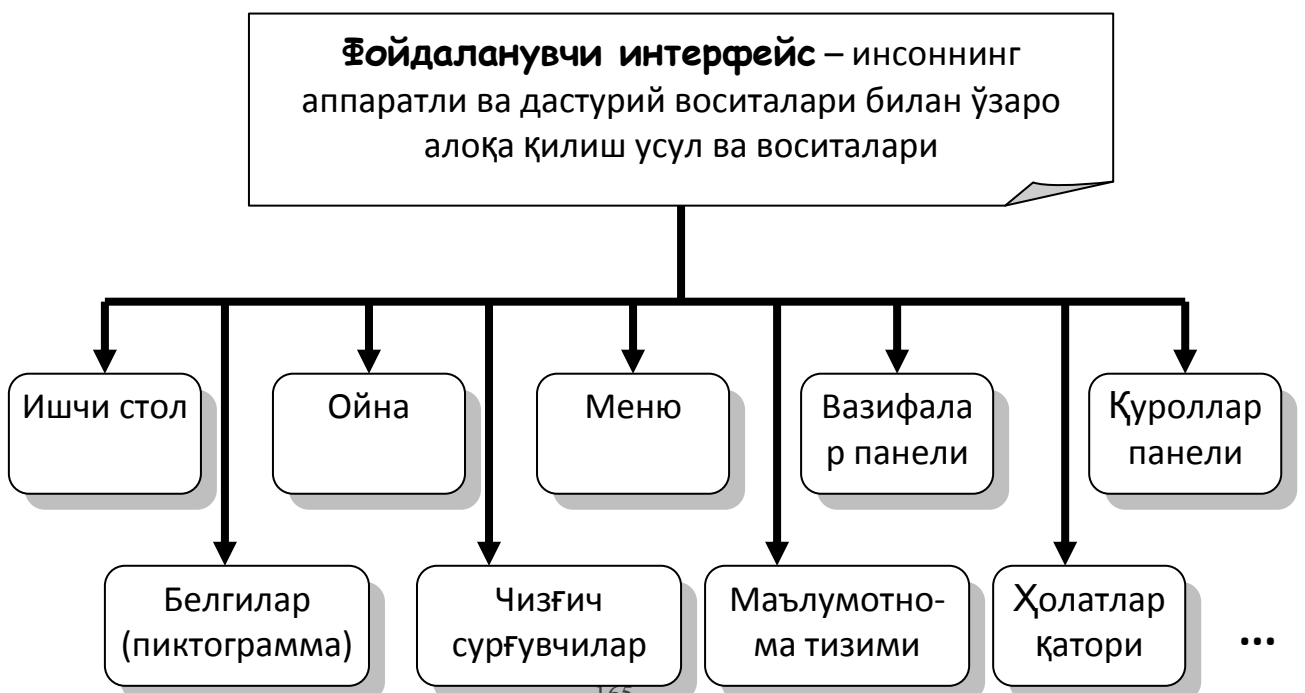 Фойдаланувчи интерфейс – инсоннинг
аппаратли ва дастурий воситалари билан ўзаро
алоқа қилиш усул ва воситалари
Ишчи стол
Ойна
Меню
Вазифала
р панели
Қуроллар
панели
Белгилар
(пиктограмма)
Чизғич
сурғувчилар
Маълумотно-
ма тизими
Ҳолатлар
қатори
...
165